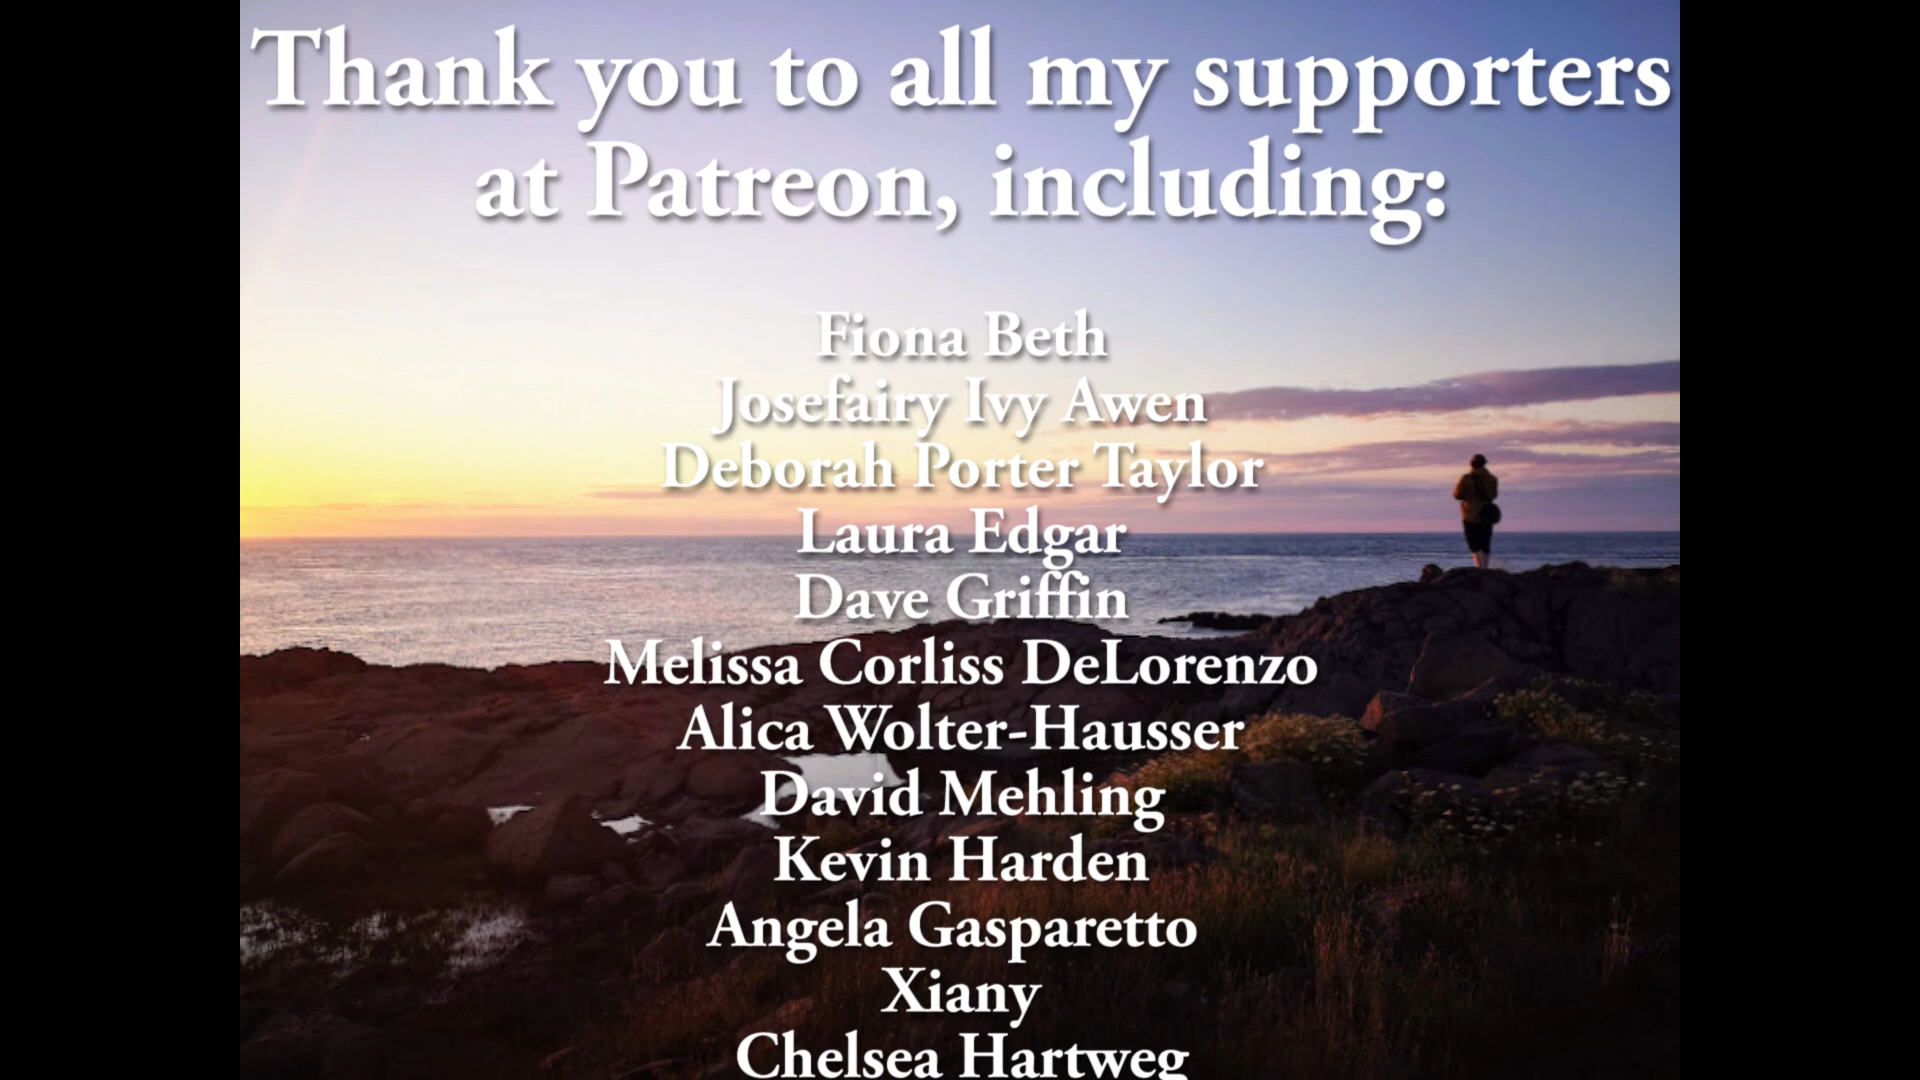 Thank you to all my supporters
at Patreon, including:
Fiona Beth
Josefairy Ivy Awen
Deborah Porter Taylor
Laura Edgar
Dave Griffin
Melissa Corliss DeLorenzo
Alica Wolter-Hausser
David Mehling
Kevin Harden
Angela Gasparetto
Xiany
Chelsea Hartweg